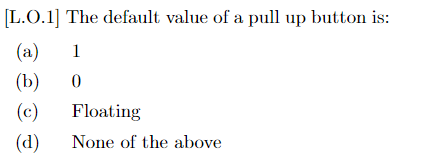 [L.O.1] The default value of a pull up button is:
(a) 1
(b) 0
(c) Floating
(d) None of the above